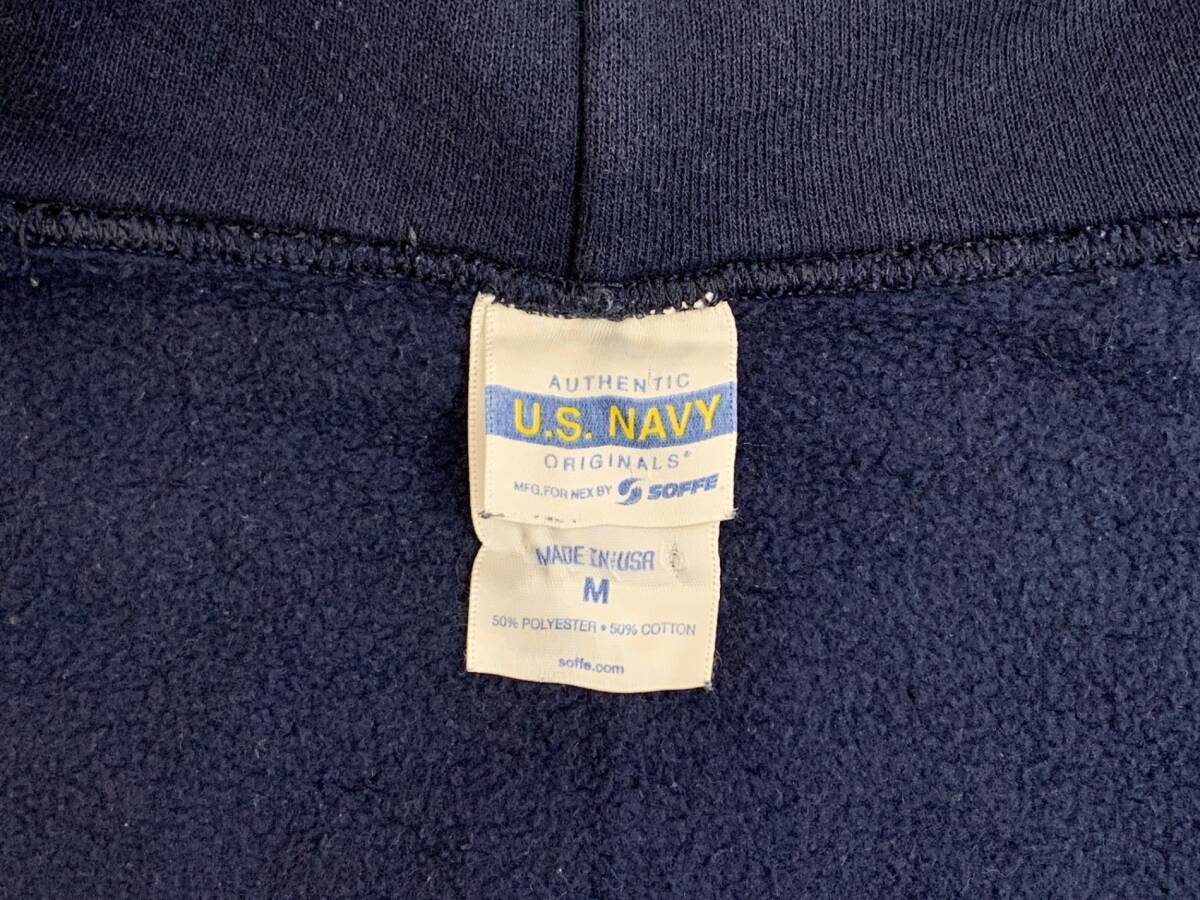 AUTHENTIC
U.S. NAVY
ORIGINALS®
MFG. FOR NEX BY SOFFE
MADE IN USA
M
50% POLYESTER • 50% COTTON
soffe.com